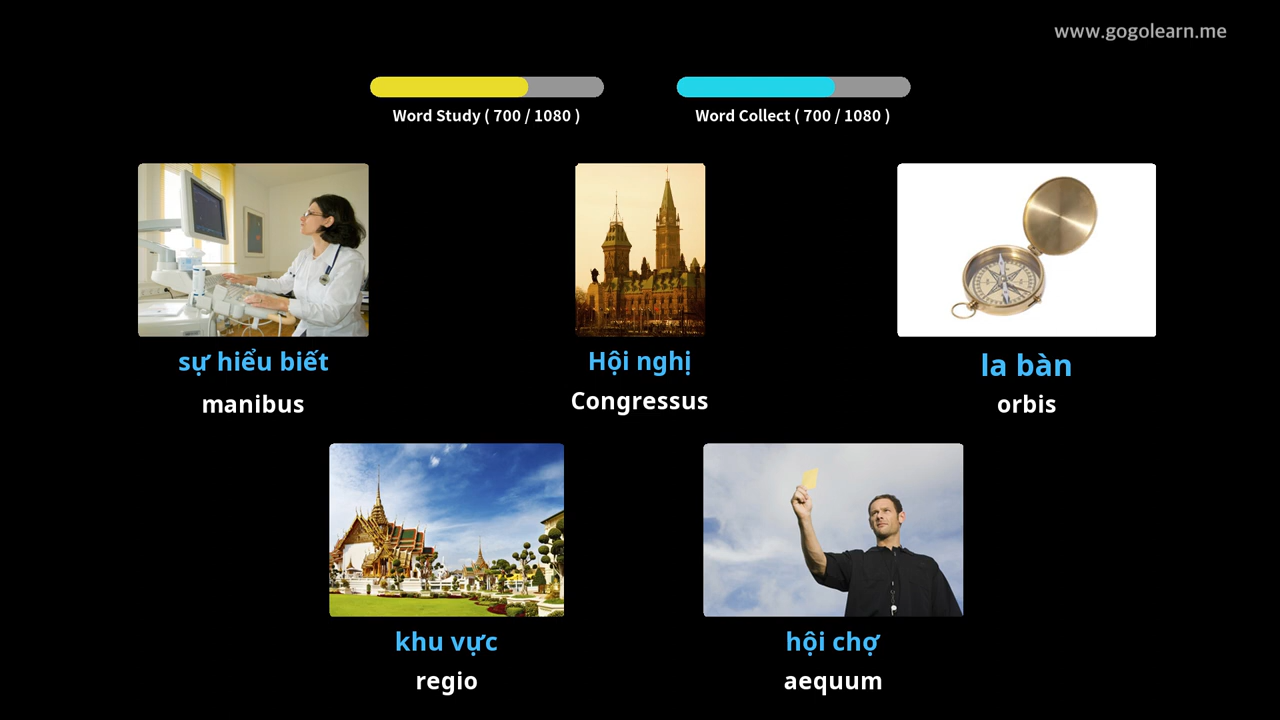 www.gogolearn.me
Word Study ( 700 / 1080 )
Word Collect ( 700 / 1080 )
sự hiểu biết
manibus
Hội nghị
Congressus
la bàn
orbis
khu vực
regio
hội chợ
aequum